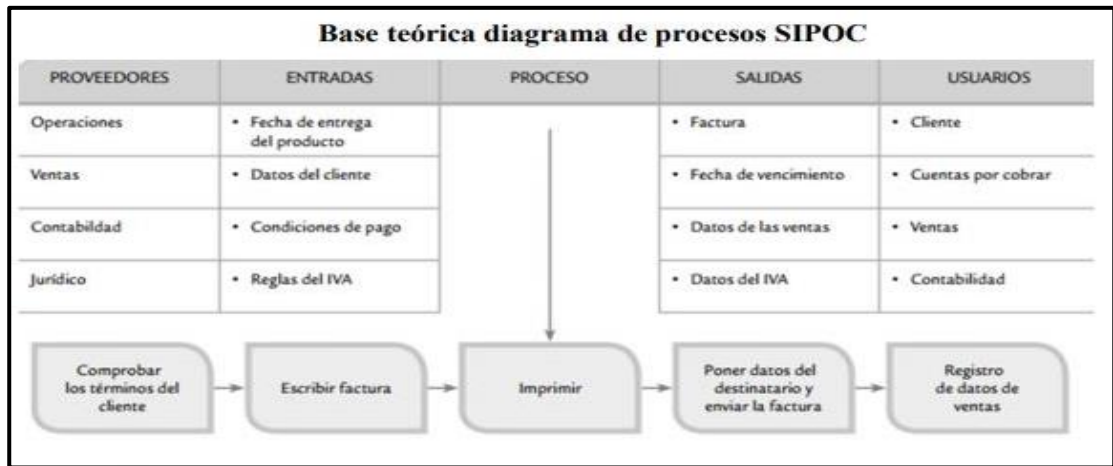 Base teórica diagrama de procesos SIPOC
PROVEEDORES ENTRADAS PROCESO SALIDAS USUARIOS
Operaciones
• Fecha de entrega
del producto
• Factura
• Cliente
Ventas
• Datos del cliente
• Fecha de vencimiento
• Cuentas por cobrar
Contabildad
• Condiciones de pago
• Datos de las ventas
• Ventas
Jurídico
• Reglas del IVA
• Datos del IVA
• Contabilidad
Comprobar
los términos del
cliente
Escribir factura
Imprimir
Poner datos del
destinatario y
enviar la factura
Registro
de datos de
ventas